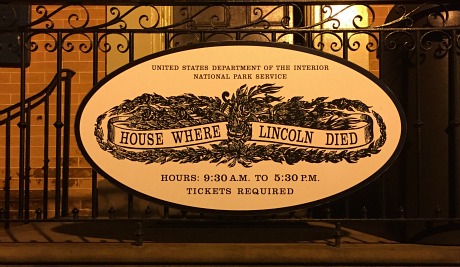 UNITED STATES DEPARTMENT OF THE INTERIOR
NATIONAL PARK SERVICE
HOUSE WHERE LINCOLN DIED
HOURS: 9:30 A.M. TO 5:30 P.M.
TICKETS REQUIRED